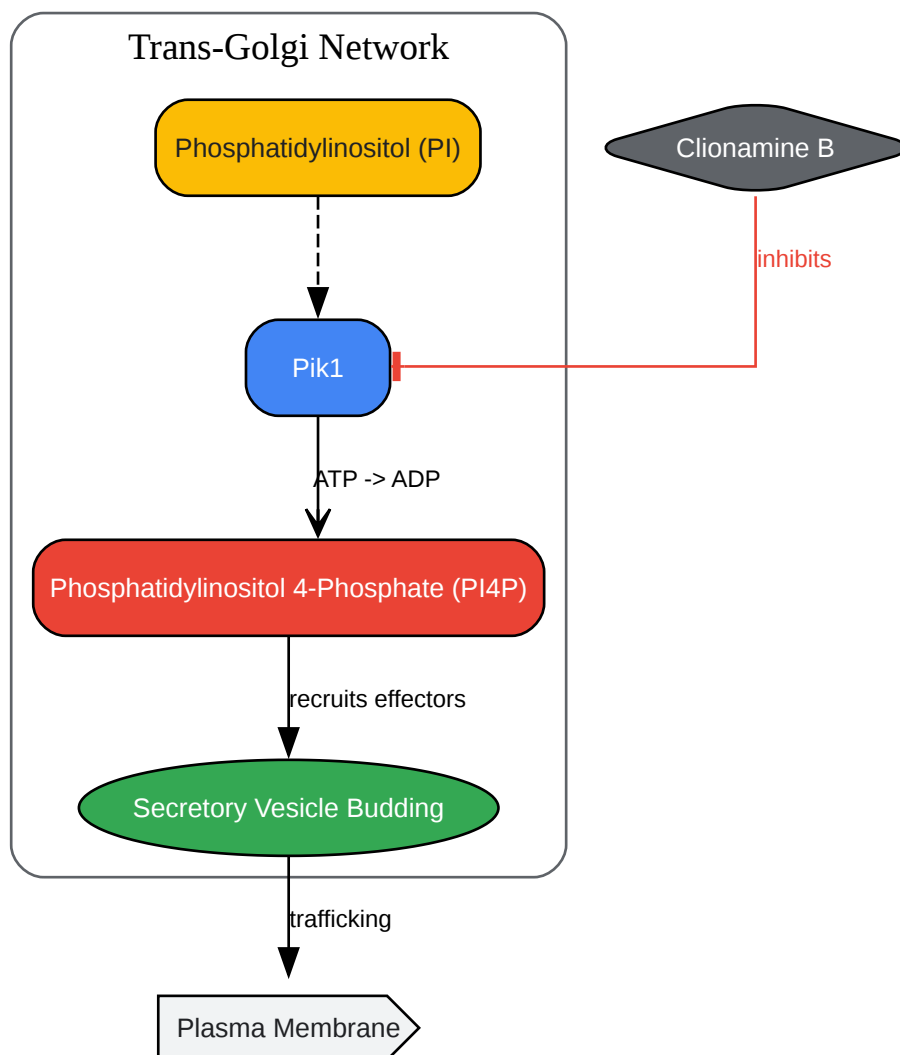 Trans-Golgi Network
Phosphatidylinositol (PI)
Clionamine B
inhibits
Pik1
ATP -> ADP
Phosphatidylinositol 4-Phosphate (PI4P)
recruits effectors
Secretory Vesicle Budding
trafficking
Plasma Membrane